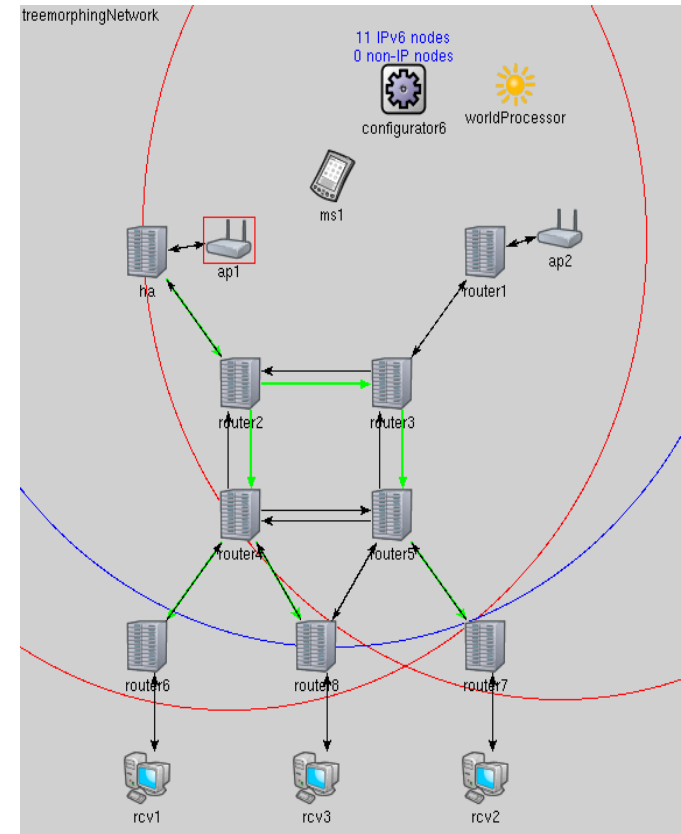 treemorphingNetwork
11 IPv6 nodes
0 non-IP nodes
configurator6
worldProcessor
ms1
ha
ap1
router1
ap2
router2
router3
router4
router5
router6
router8
router7
rcv1
rcv3
rcv2